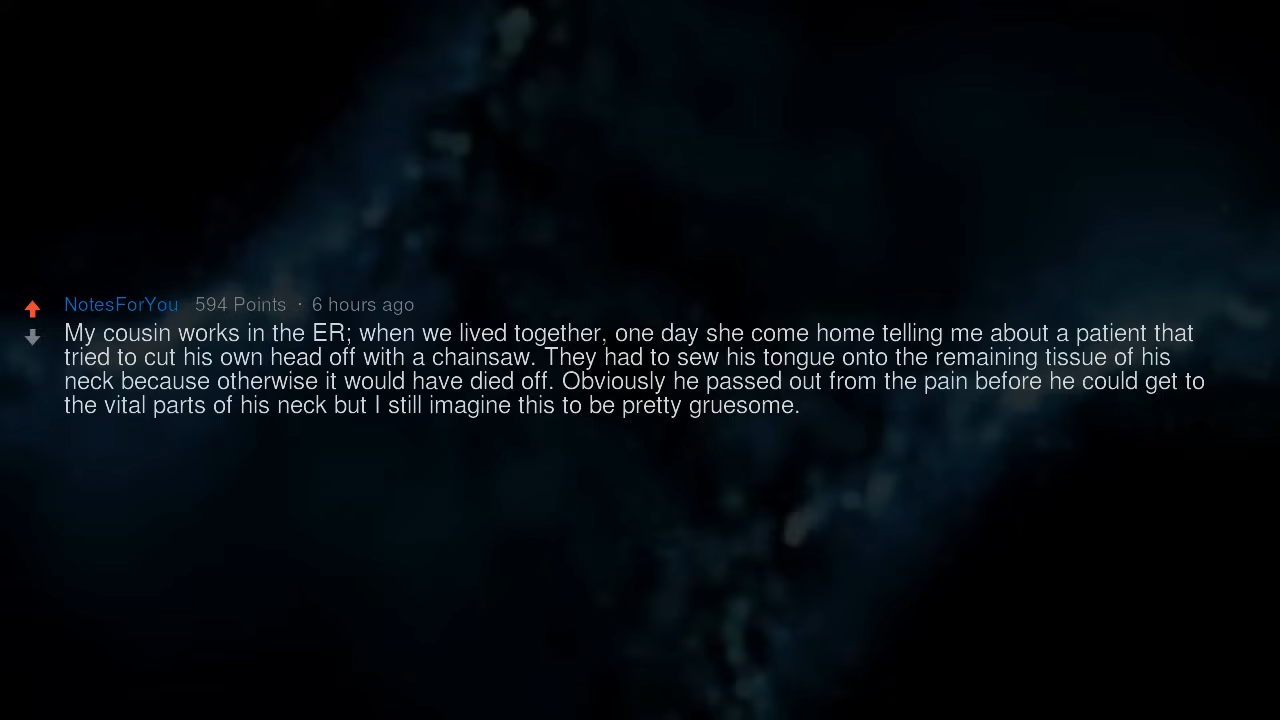 NotesForYou 594 Points · 6 hours ago
My cousin works in the ER; when we lived together, one day she come home telling me about a patient that
tried to cut his own head off with a chainsaw. They had to sew his tongue onto the remaining tissue of his
neck because otherwise it would have died off. Obviously he passed out from the pain before he could get to
the vital parts of his neck but I still imagine this to be pretty gruesome.